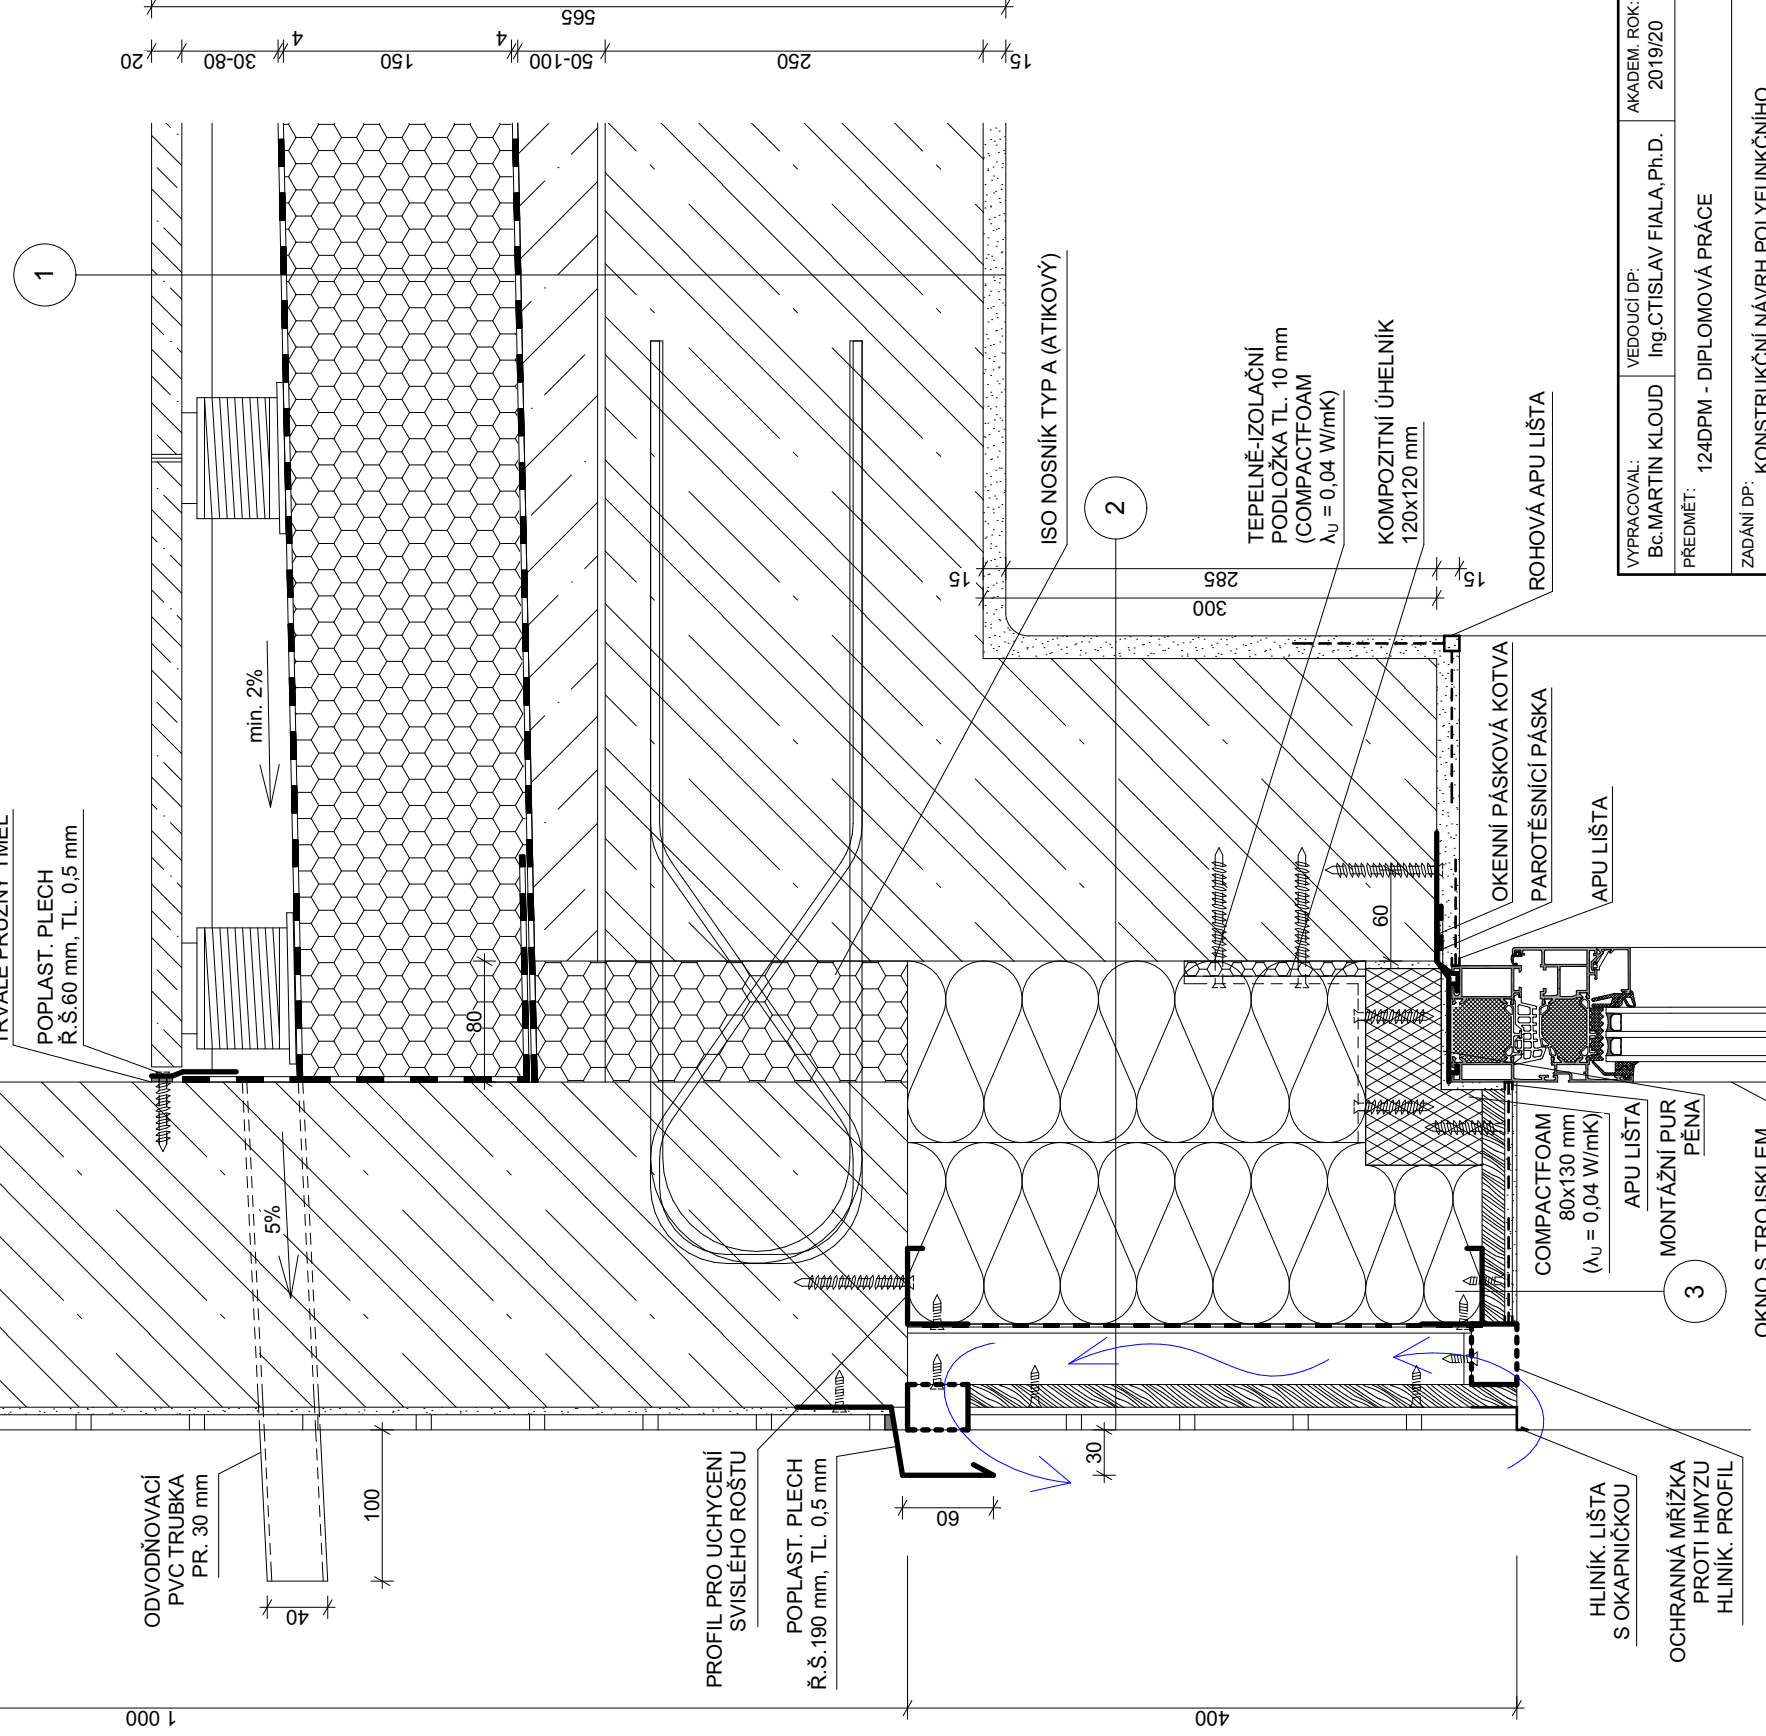 565
20
30-80
4
150
4
50-100
250
15
1
min. 2%
TRVALE PRUŽNÝ TMEL
POPLAST. PLECH
Ř.Š.60 mm, TL. 0,5 mm
80
5%
ODVODŇOVACÍ
PVC TRUBKA
PR. 30 mm
100
40
1 000
ISO NOSNÍK TYP A (ATIKOVÝ)
2
TEPELNĚ-IZOLAČNÍ
PODLOŽKA TL. 10 mm
(COMPACTFOAM
λU = 0,04 W/mK)
KOMPOZITNÍ ÚHELNÍK
120x120 mm
15
285
300
15
ROHOVÁ APU LIŠTA
60
OKENNÍ PÁSKOVÁ KOTVA
PAROTĚSNÍCÍ PÁSKA
APU LIŠTA
COMPACTFOAM
80x130 mm
(λU = 0,04 W/mK)
APU LIŠTA
MONTÁŽNÍ PUR
PĚNA
3
OKNO S TROJSKLEM
PROFIL PRO UCHYCENÍ
SVISLÉHO ROŠTU
POPLAST. PLECH
Ř.Š.190 mm, TL. 0,5 mm
60
30
HLINÍK. LIŠTA
S OKAPNIČKOU
OCHRANNÁ MŘÍŽKA
PROTI HMYZU
HLINÍK. PROFIL
400
VYPRACOVAL:
Bc.MARTIN KLOUD
VEDOUCÍ DP:
Ing.CTISLAV FIALA,Ph.D.
AKADEM. ROK:
2019/20
PŘEDMĚT:
124DPM - DIPLOMOVÁ PRÁCE
ZADÁNÍ DP:
KONSTRUKČNÍ NÁVRH POLYFUNKČNÍHO